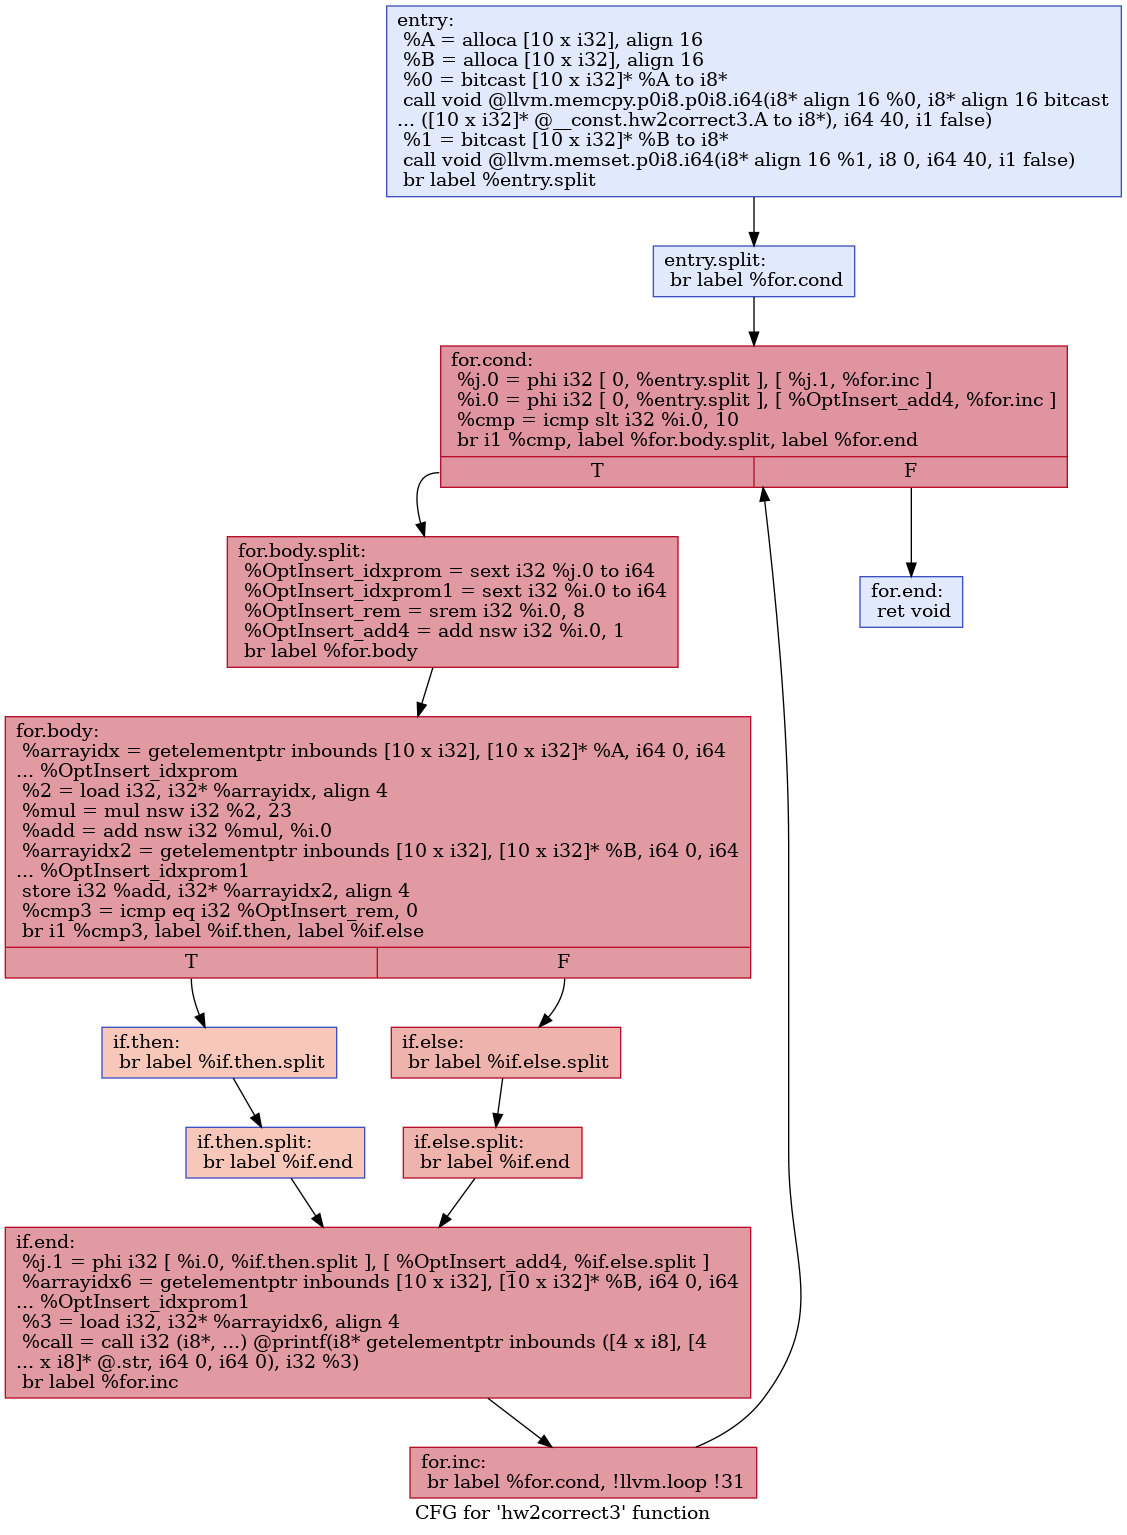 entry:
%A = alloca [10 x i32], align 16
%B = alloca [10 x i32], align 16
%0 = bitcast [10 x i32]* %A to i8*
call void @llvm.memcpy.p0i8.p0i8.i64(i8* align 16 %0, i8* align 16 bitcast
... ([10 x i32]* @__const.hw2correct3.A to i8*), i64 40, i1 false)
%1 = bitcast [10 x i32]* %B to i8*
call void @llvm.memset.p0i8.i64(i8* align 16 %1, i8 0, i64 40, i1 false)
br label %entry.split
entry.split:
br label %for.cond
for.cond:
%j.0 = phi i32 [ 0, %entry.split ], [ %j.1, %for.inc ]
%i.0 = phi i32 [ 0, %entry.split ], [ %OptInsert_add4, %for.inc ]
%cmp = icmp slt i32 %i.0, 10
br i1 %cmp, label %for.body.split, label %for.end
T F
for.body.split:
%OptInsert_idxprom = sext i32 %j.0 to i64
%OptInsert_idxprom1 = sext i32 %i.0 to i64
%OptInsert_rem = srem i32 %i.0, 8
%OptInsert_add4 = add nsw i32 %i.0, 1
br label %for.body
for.end:
ret void
for.body:
%arrayidx = getelementptr inbounds [10 x i32], [10 x i32]* %A, i64 0, i64
... %OptInsert_idxprom
%2 = load i32, i32* %arrayidx, align 4
%mul = mul nsw i32 %2, 23
%add = add nsw i32 %mul, %i.0
%arrayidx2 = getelementptr inbounds [10 x i32], [10 x i32]* %B, i64 0, i64
... %OptInsert_idxprom1
store i32 %add, i32* %arrayidx2, align 4
%cmp3 = icmp eq i32 %OptInsert_rem, 0
br i1 %cmp3, label %if.then, label %if.else
T F
if.then:
br label %if.then.split
if.else:
br label %if.else.split
if.then.split:
br label %if.end
if.else.split:
br label %if.end
if.end:
%j.1 = phi i32 [ %i.0, %if.then.split ], [ %OptInsert_add4, %if.else.split ]
%arrayidx6 = getelementptr inbounds [10 x i32], [10 x i32]* %B, i64 0, i64
... %OptInsert_idxprom1
%3 = load i32, i32* %arrayidx6, align 4
%call = call i32 (i8*, ...) @printf(i8* getelementptr inbounds ([4 x i8], [4
... x i8]* @.str, i64 0, i64 0), i32 %3)
br label %for.inc
for.inc:
br label %for.cond, !llvm.loop !31
CFG for 'hw2correct3' function